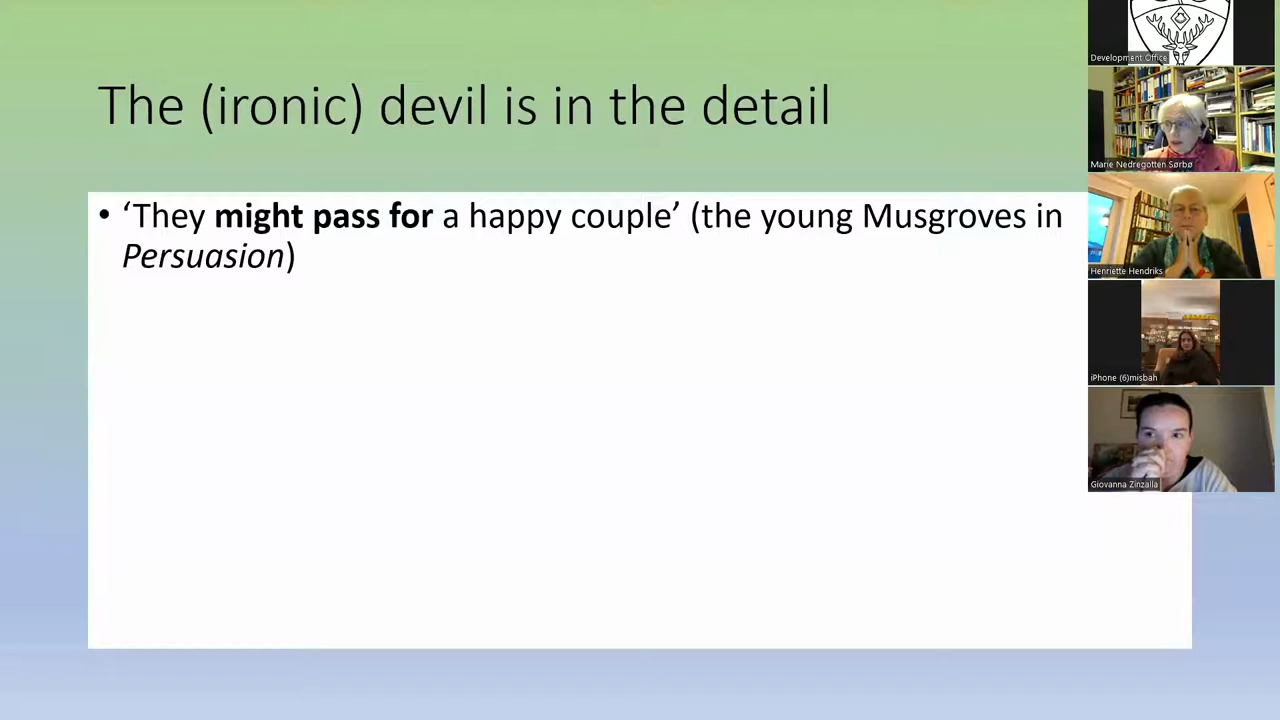 The (ironic) devil is in the detail
• ‘They might pass for a happy couple’ (the young Musgroves in
Persuasion)
Development Office
Marie Nedregotten Sørbø
Henriette Hendriks
iPhone (6)misbah
Giovanna Zinzalla